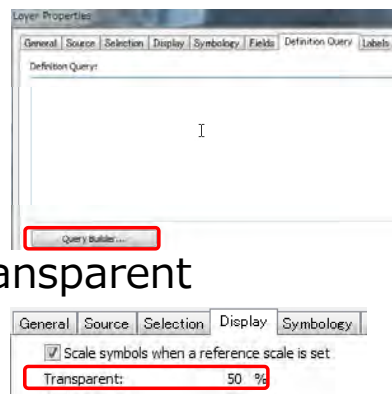 Layer Properties
General Source Selection Display Symbology Fields Definition Query Labels
Definition Query:
Query Builder...
ansparent
General Source Selection Display Symbology
Scale symbols when a reference scale is set
Transparent: 50 %